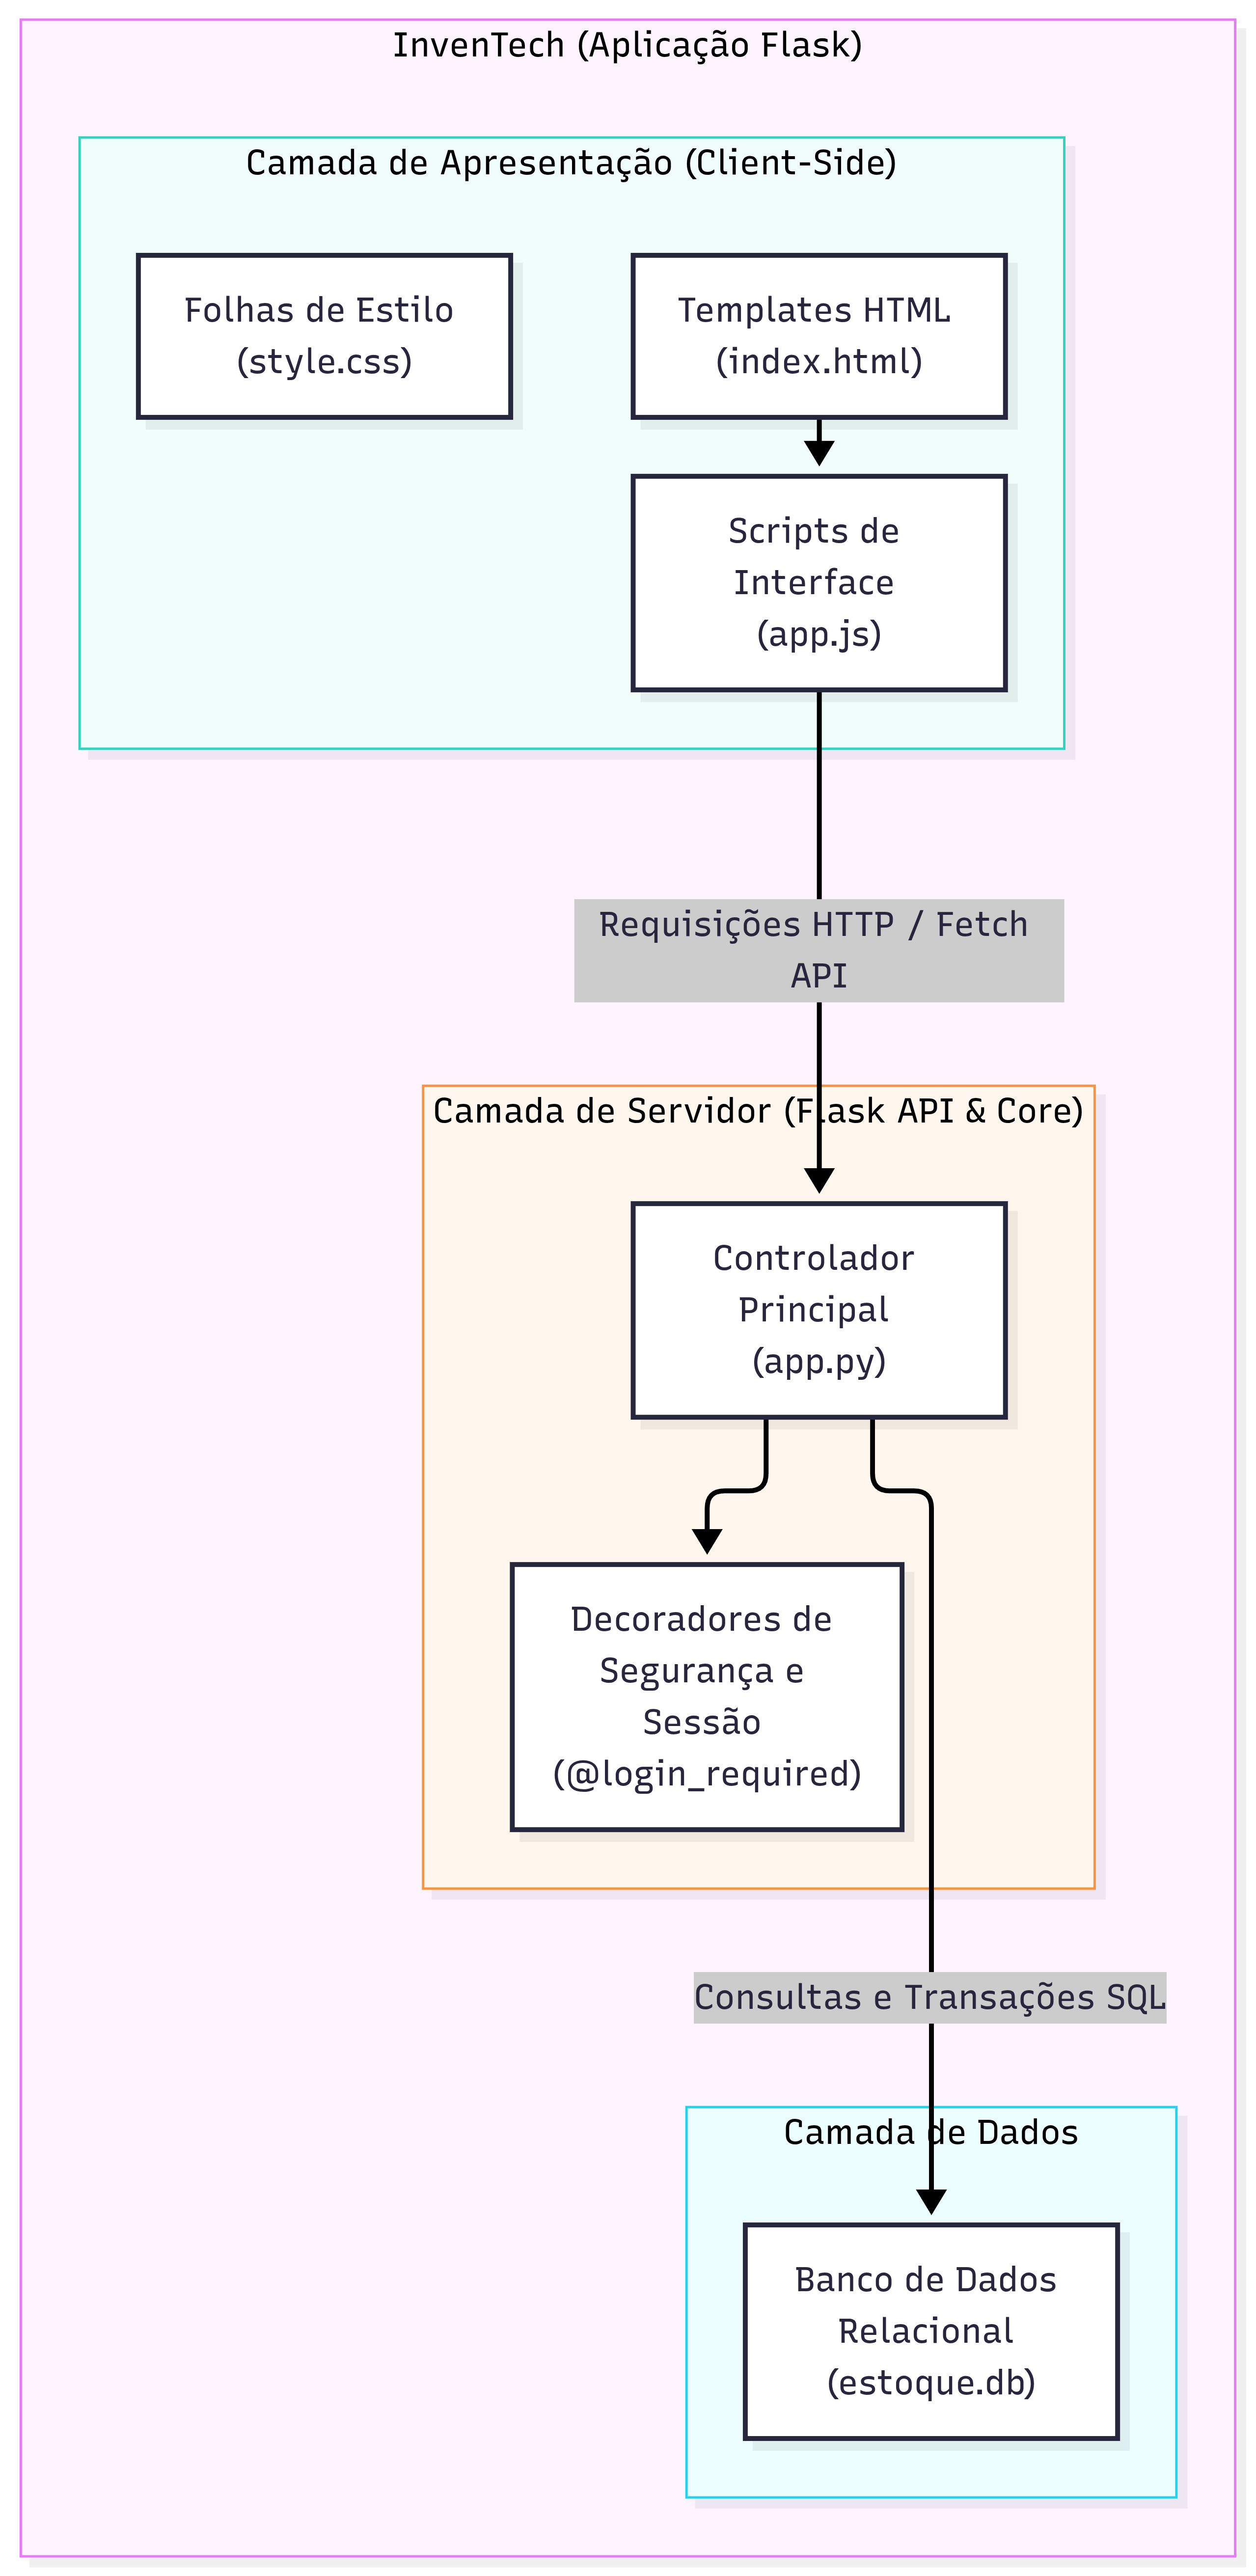 InvenTech (Aplicação Flask)
Camada de Apresentação (Client-Side)
Folhas de Estilo
(style.css)
Templates HTML
(index.html)
Scripts de
Interface
(app.js)
Requisições HTTP / Fetch
API
Camada de Servidor (Flask API & Core)
Controlador
Principal
(app.py)
Decoradores de
Segurança e
Sessão
(@login_required)
Consultas e Transações SQL
Camada de Dados
Banco de Dados
Relacional
(estoque.db)